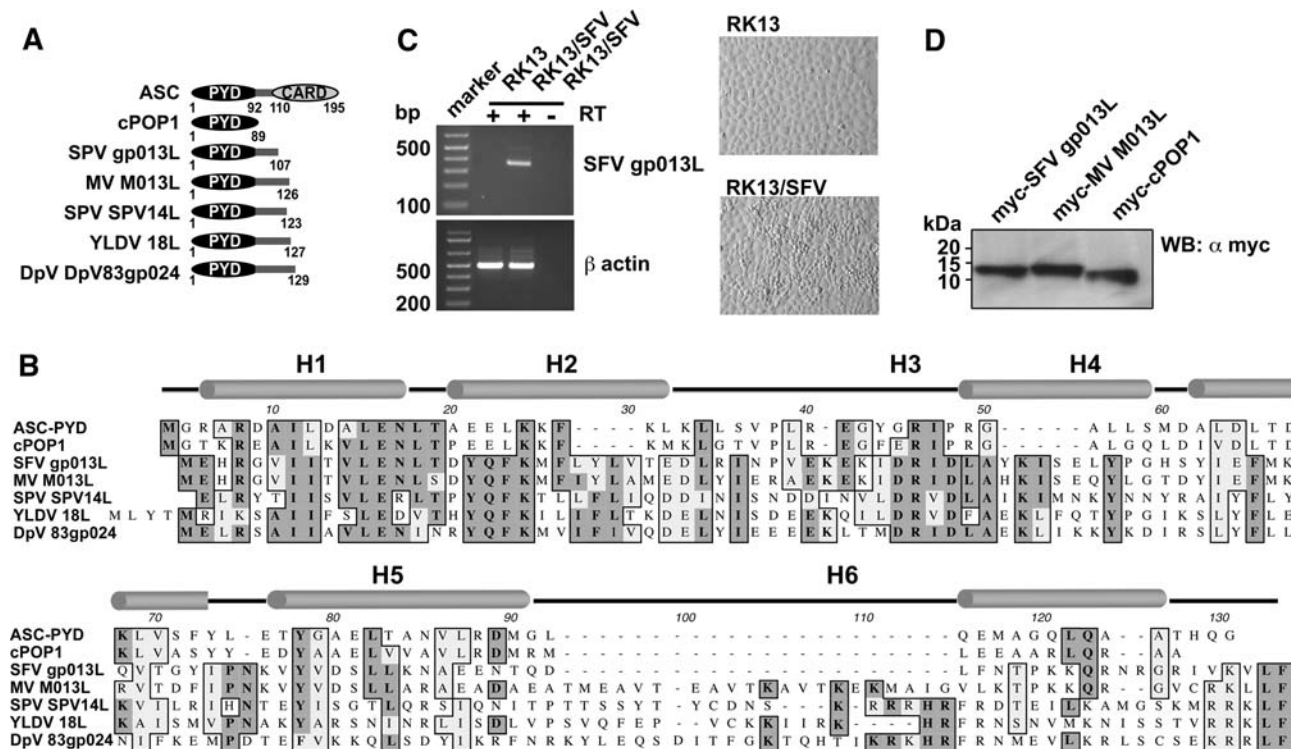 A
ASC
PYD
CARD
1
92
110
195
cPOP1
PYD
1
89
SPV gp013L
PYD
1
107
MV M013L
PYD
1
126
SPV SPV14L
PYD
1
123
YLDV 18L
PYD
1
127
DpV DpV83gp024
PYD
1
129
C
marker
RK13
RK13/SFV
RK13/SFV
bp
+ + - RT
500
100
SFV gp013L
500
200
β actin
RK13
RK13/SFV
D
myc-SFV gp013L
myc-MV M013L
myc-cPOP1
kDa
20
15
10
WB: α myc
B
H1 H2 H3 H4
10 20 30 40 50 60
ASC-PYD M G R A R D A I L D A L E N L T A E E L K K F - - - - K L K L L S V P L R - E G Y G R I P R G - - - - A L L S M D A L D L T D
cPOP1 M G T K R E A I L K V L E N L T P E E L K K F - - - - K M K L G T V P L R - E G F E R I P R G - - - - A L G Q L D I V D L T D
SFV gp013L M E H R G V I I T V L E N L T D Y Q F K M F L Y L V T E D L R I N P V E K E K I D R I D L A Y K I S E L Y P G H S Y I E F M K
MV M013L M E H R G V I I T V L E N L S D Y Q F K M F I Y L A M E D L Y I E R A E K E K I D R I D L A H K I S E Q Y L G T D Y I E F M K
SPV SPV14L E L R Y T I I S V L E R L T P Y Q F K T L L F L I Q D D I N I S N D D N V L D R V D L A I K I M N K Y N N Y R A I Y F L Y
YLDV 18L M L Y T M R I K S A I I F S L E D V T H Y Q F K I L I F L T K D E L N I S D E E K L A I D R V D F A E K L F Q T Y P G I K S L Y F L E
DpV 83gp024 M E L R S A I I A V L E N I N R Y Q F K M V I F I V Q D E L Y I E E E E K L T M D R I D L A E C L I K K Y K D I R S L Y F L L
H5 H6
70 80 90 100 110 120 130
ASC-PYD K L V S F Y L - E T Y G A E L T A N V L R D M G L - - - - - - - - - - - - - - - - - - - - - - Q E M A G Q L Q A - - A T H Q G
cPOP1 K L V A S Y Y - E D Y A A E L V V A V L R D M R M - - - - - - - - - - - - - - - - - - - - - - L E E A A R L Q R - - A A
SFV gp013L Q V T G Y I P N K V Y V D S L L K N A E E N T Q D - - - - - - - - - - - - - - - - - - - - - - L F N T P K K Q R N R G R I V K V L F
MV M013L R V T D F I P N K V Y V D S L L A R A E A D A E A T M E A V T - E A V T K A V T K E K M A I G V L K T P K K Q R - G V C R K L L F
SPV SPV14L K V I L R I H N T E Y I S G T L Q R S I Q N I T P T T S S Y T - Y C D N S - - K - R R R H R F R D T E I L K A M G S K M R R K L F
YLDV 18L K A I S M V P N A K Y A R S N I N R L I S D L V P S V Q F E P - V C K K I I R K - - - - F R N S N V M K N I S S T V R R K L F
DpV 83gp024 N I F K E M P D T E F V K K Q L S D Y I K R F N R K Y L E Q S D I T F G K T Q H T I K R K H R F R N M E V L K R L S C E N K R K L F